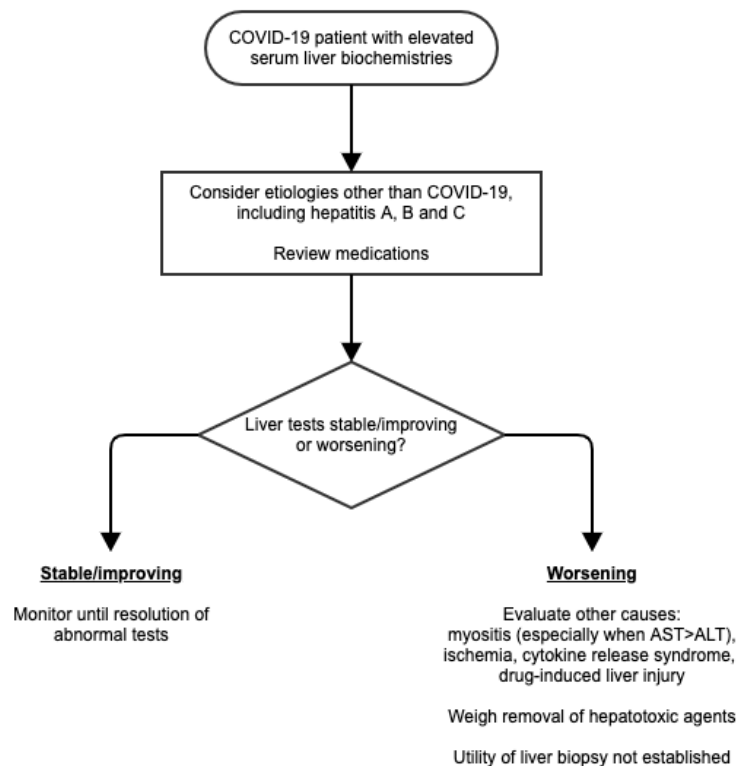 COVID-19 patient with elevated
serum liver biochemistries
Consider etiologies other than COVID-19,
including hepatitis A, B and C
Review medications
Liver tests stable/improving
or worsening?
Stable/improving
Monitor until resolution of
abnormal tests
Worsening
Evaluate other causes:
myositis (especially when AST>ALT),
ischemia, cytokine release syndrome,
drug-induced liver injury
Weigh removal of hepatotoxic agents
Utility of liver biopsy not established